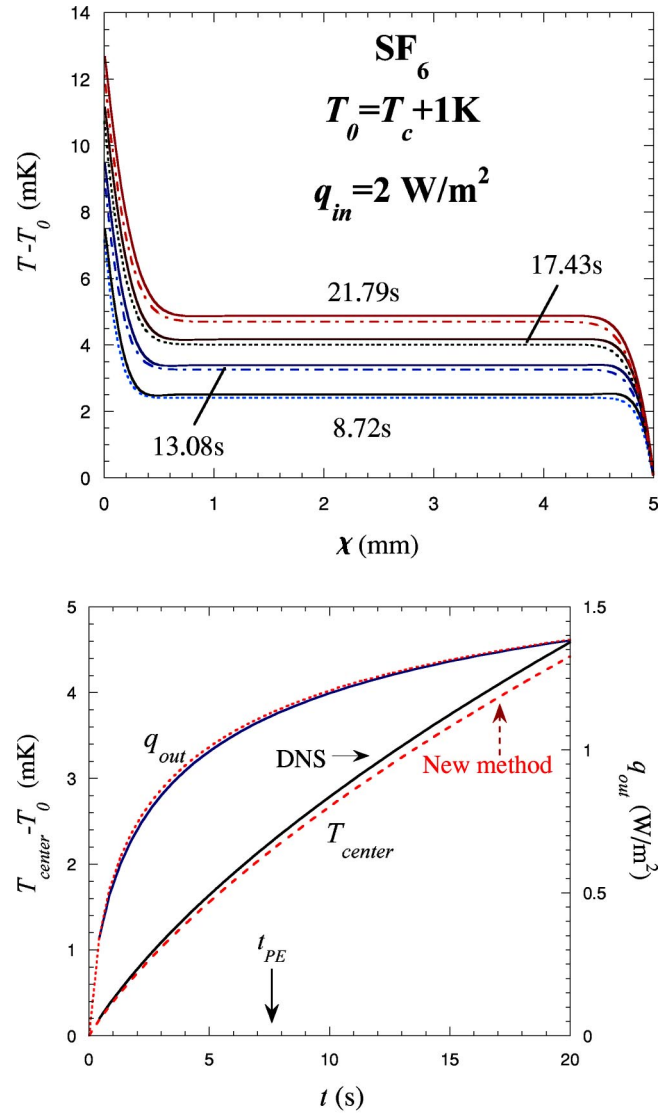 14
12
10
8
6
4
2
0
T -T0 (mK)
SF6
T0=Tc+1K
qin=2 W/m2
17.43s
21.79s
13.08s
8.72s
0 1 2 3 4 5
χ (mm)
5
4
3
2
1
0
Tcenter-T0 (mK)
1.5
1
0.5
0
qout (W/m2)
qout
DNS
New method
Tcenter
tPE
0 5 10 15 20
t (s)